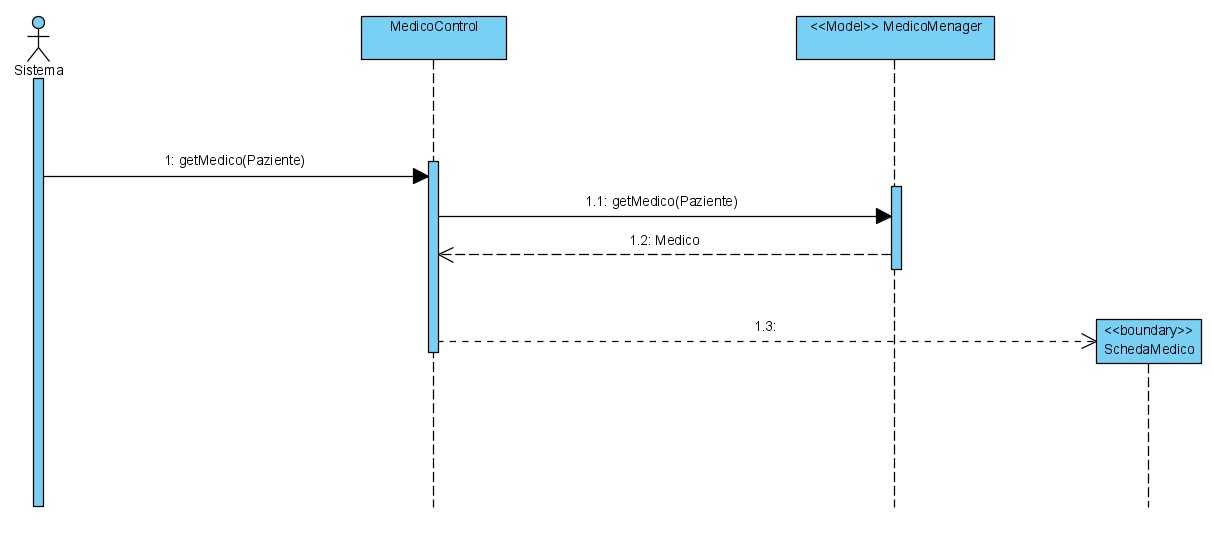 MedicoControl
<<Model>> MedicoMenager
Sistema
1: getMedico(Paziente)
1.1: getMedico(Paziente)
1.2: Medico
1.3:
<<boundary>>
SchedaMedico